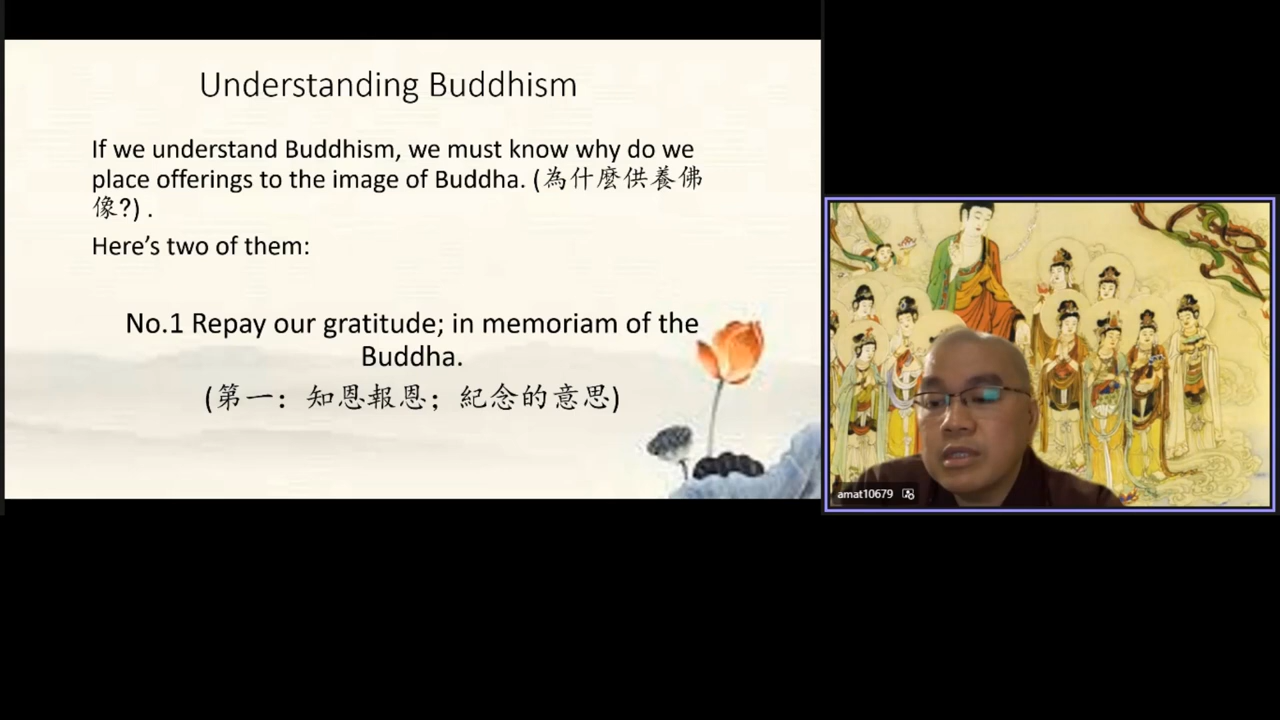 Understanding Buddhism
If we understand Buddhism, we must know why do we
place offerings to the image of Buddha. (為什麼供養佛
像?) .
Here’s two of them:
No.1 Repay our gratitude; in memoriam of the
Buddha.
(第一：知恩報恩；紀念的意思)
amat10679